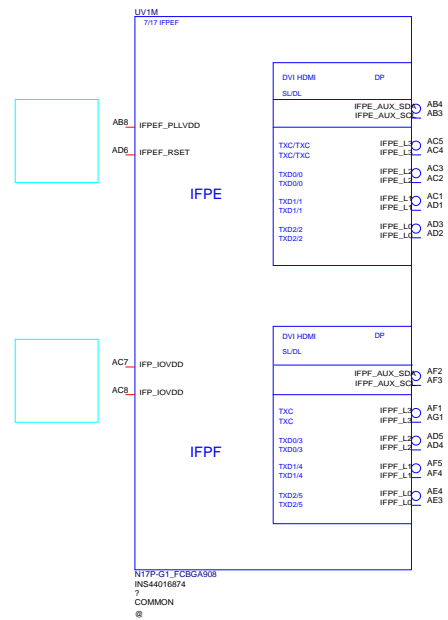 UV1M
7/17 IFPEF
DVI HDMI DP
SL/DL
IFPE_AUX_SDA AB4
IFPE_AUX_SCL AB3
AB8 IFPEF_PLLVDD
AD6 IFPEF_RSET
TXC/TXC IFPE_L3 AC5
TXC/TXC IFPE_L3 AC4
TXD0/0 IFPE_L2 AC3
TXD0/0 IFPE_L2 AC2
IFPE
TXD1/1 IFPE_L1 AC1
TXD1/1 IFPE_L1 AD1
TXD2/2 IFPE_L0 AD3
TXD2/2 IFPE_L0 AD2
DVI HDMI DP
SL/DL
AC7 IFP_IOVDD
IFPF_AUX_SDA AF2
IFPF_AUX_SCL AF3
AC8 IFP_IOVDD
TXC IFPF_L3 AF1
TXC IFPF_L3 AG1
TXD0/3 IFPF_L2 AD5
TXD0/3 IFPF_L2 AD4
IFPF
TXD1/4 IFPF_L1 AF5
TXD1/4 IFPF_L1 AF4
TXD2/5 IFPF_L0 AE4
TXD2/5 IFPF_L0 AE3
N17P-G1_FCBGA908
INS44016874
?
COMMON
@